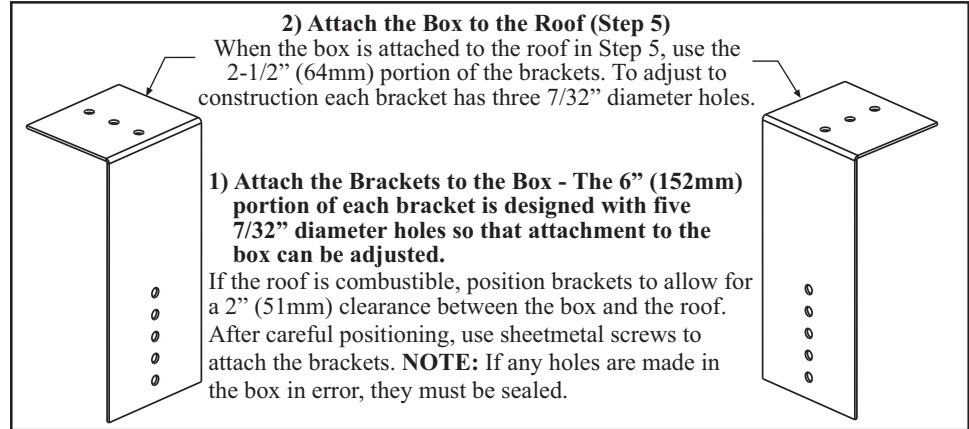 2) Attach the Box to the Roof (Step 5)
When the box is attached to the roof in Step 5, use the
2-1/2” (64mm) portion of the brackets. To adjust to
construction each bracket has three 7/32” diameter holes.
1) Attach the Brackets to the Box - The 6” (152mm)
portion of each bracket is designed with five
7/32” diameter holes so that attachment to the
box can be adjusted.
If the roof is combustible, position brackets to allow for
a 2” (51mm) clearance between the box and the roof.
After careful positioning, use sheetmetal screws to
attach the brackets. NOTE: If any holes are made in
the box in error, they must be sealed.